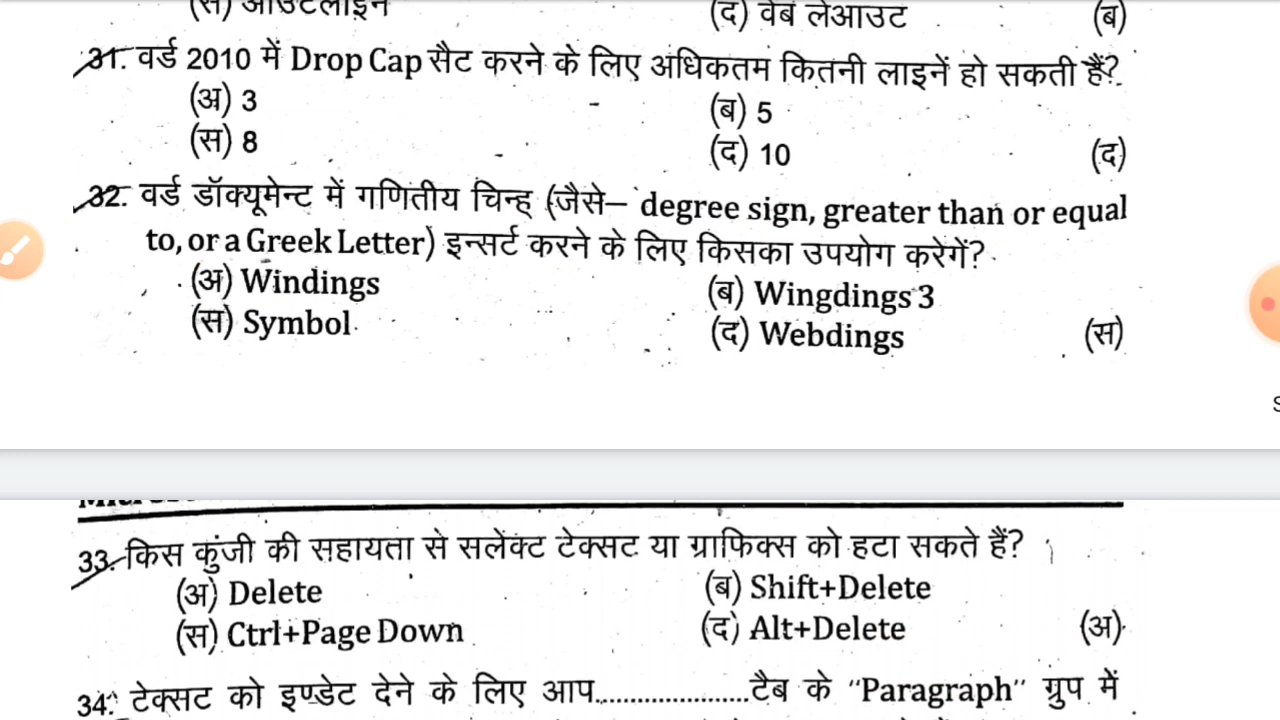 (स) आउटलाइन (द) वेब लेआउट (ब)
31. वर्ड 2010 में Drop Cap सैट करने के लिए अधिकतम कितनी लाइनें हो सकती हैं?
(अ) 3 (ब) 5
(स) 8 (द) 10 (द)
32. वर्ड डॉक्यूमेन्ट में गणितीय चिन्ह (जैसे– degree sign, greater than or equal
to, or a Greek Letter) इन्सर्ट करने के लिए किसका उपयोग करेगें?
(अ) Windings (ब) Wingdings 3
(स) Symbol (द) Webdings (स)
33. किस कुंजी की सहायता से सलेक्ट टेक्सट या ग्राफिक्स को हटा सकते हैं?
(अ) Delete (ब) Shift+Delete
(स) Ctrl+Page Down (द) Alt+Delete (अ)
34. टेक्सट को इण्डेट देने के लिए आप....................टैब के "Paragraph" ग्रुप में